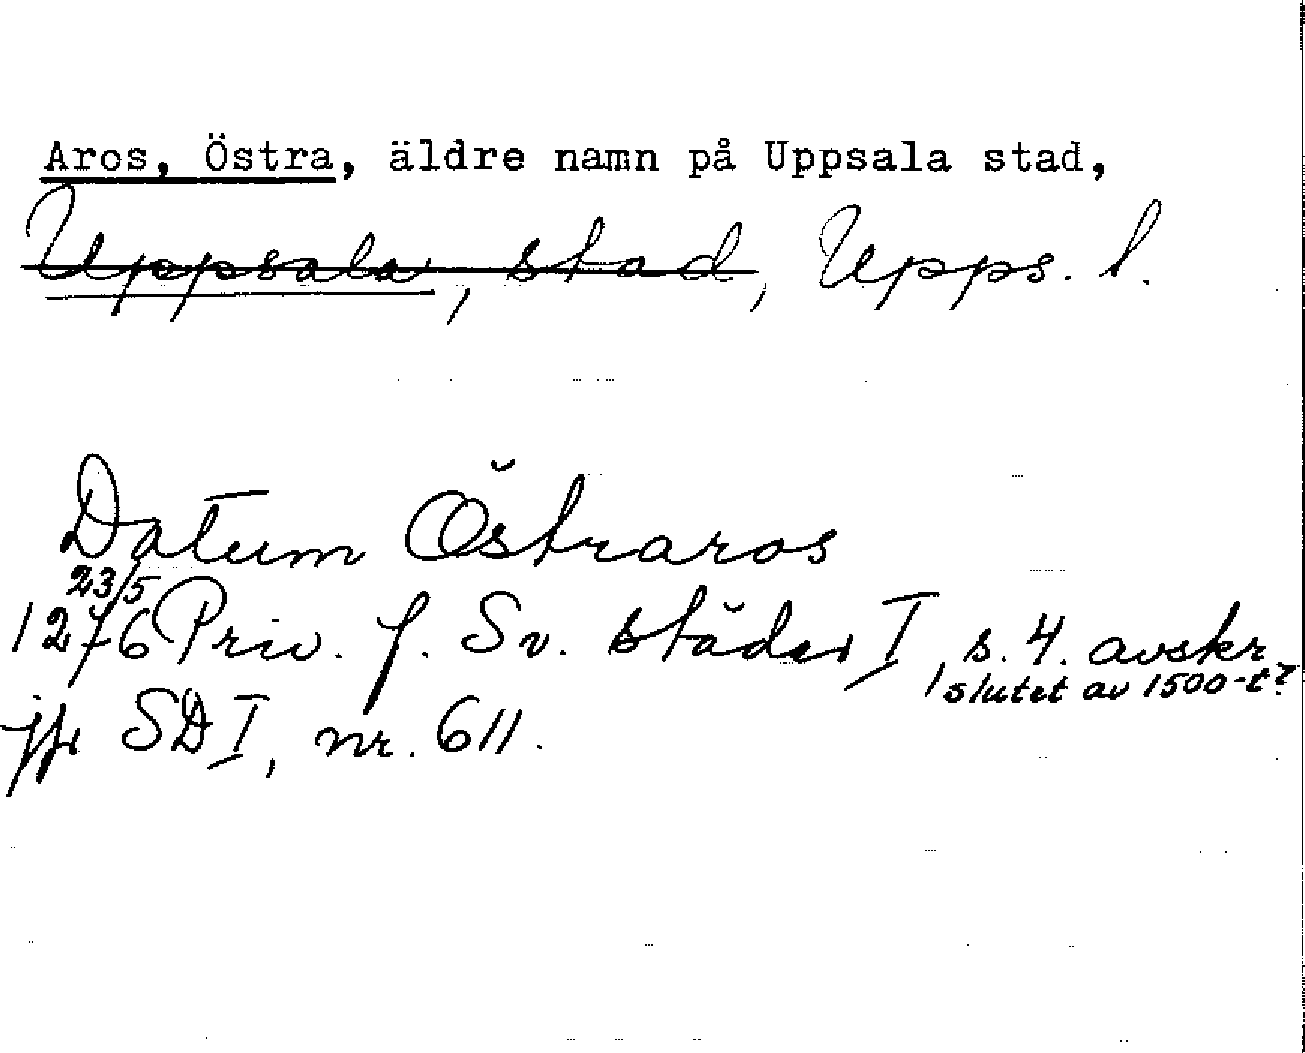 Aros, Östra, äldre namn på Uppsala stad,
Uppsala, stad, Upps. l.
Datum Östraros
23/5
1276 Priv. f. Sv. städer I, s. 4. avskr.
slutet av 1500-t?
jfr SD I, nr. 611.